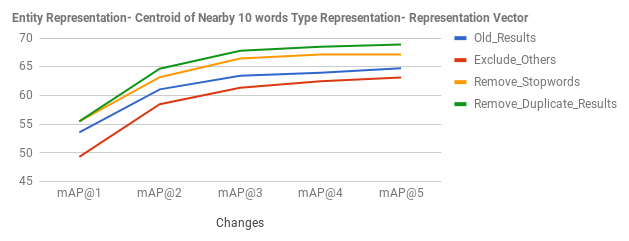 Entity Representation- Centroid of Nearby 10 words Type Representation- Representation Vector
70
65
60
55
50
45
mAP@1 mAP@2 mAP@3 mAP@4 mAP@5
Changes
Old_Results
Exclude_Others
Remove_Stopwords
Remove_Duplicate_Results